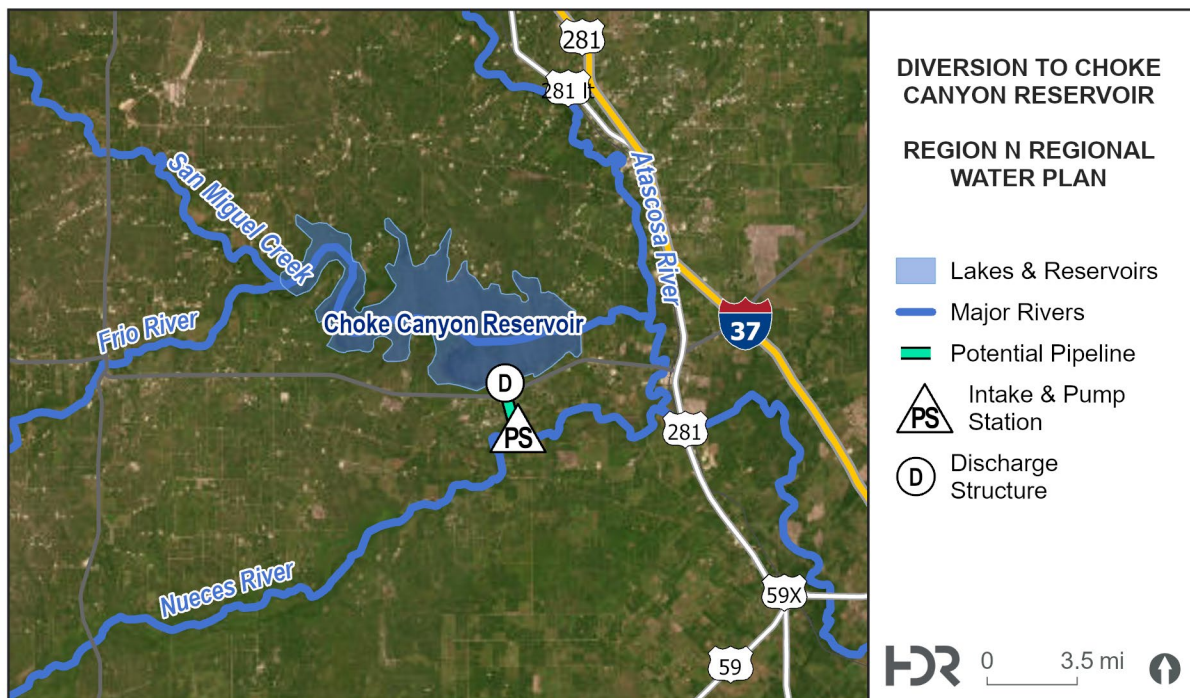 281
281 lt
San Miguel Creek
Atascosa River
Frio River
Choke Canyon Reservoir
37
D
PS
281
Nueces River
59X
59
DIVERSION TO CHOKE
CANYON RESERVOIR
REGION N REGIONAL
WATER PLAN
Lakes & Reservoirs
Major Rivers
Potential Pipeline
PS
Intake & Pump
Station
D
Discharge
Structure
HDR
0 3.5 mi